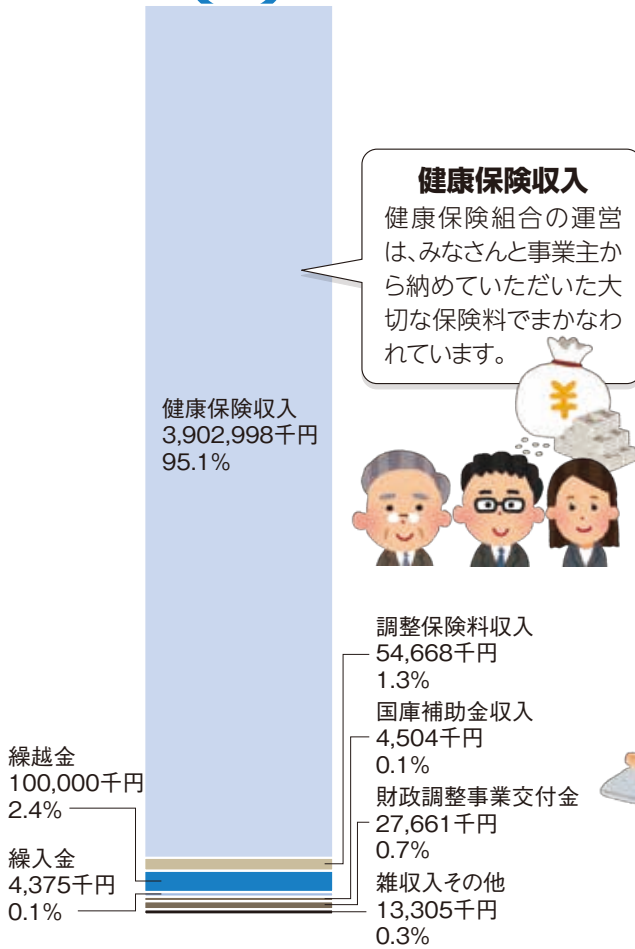 健康保険収入
健康保険組合の運営
は、みなさんと事業主か
ら納めていただいた大
切な保険料でまかなわ
れています。
¥
健康保険収入
3,902,998千円
95.1%
調整保険料収入
54,668千円
1.3%
国庫補助金収入
4,504千円
0.1%
財政調整事業交付金
27,661千円
0.7%
雑収入その他
13,305千円
0.3%
繰越金
100,000千円
2.4%
繰入金
4,375千円
0.1%